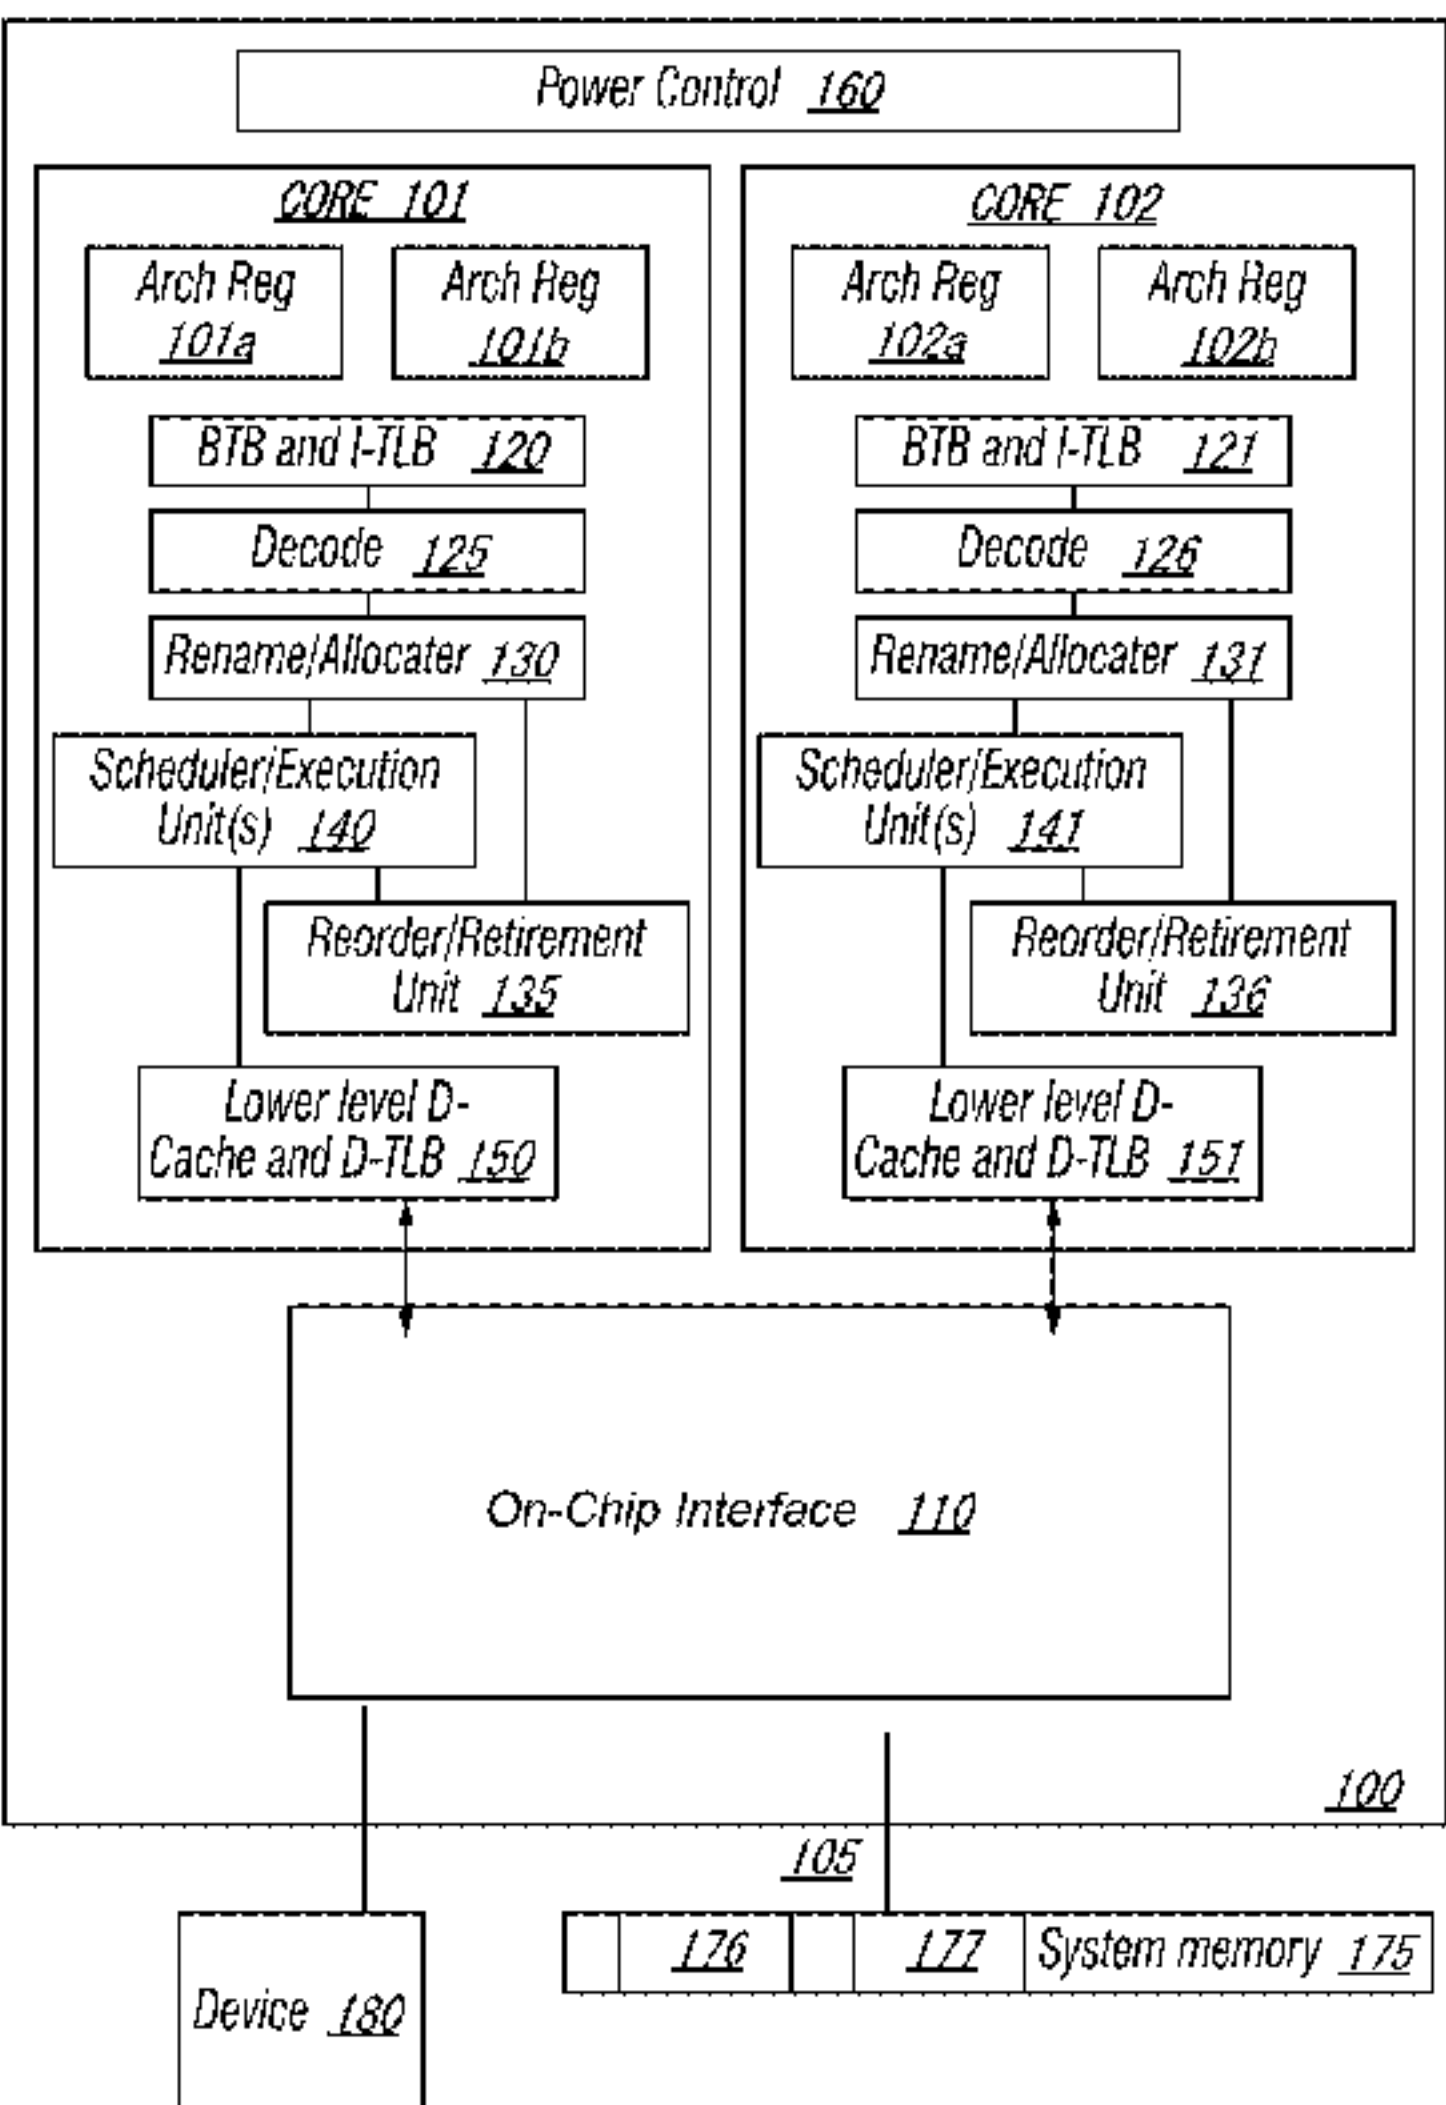 Power Control 160
CORE 101
Arch Reg
101a
Arch Reg
101b
BTB and I-TLB 120
Decode 125
Rename/Allocater 130
Scheduler/Execution
Unit(s) 140
Reorder/Retirement
Unit 135
Lower level D-
Cache and D-TLB 150
CORE 102
Arch Reg
102a
Arch Reg
102b
BTB and I-TLB 121
Decode 126
Rename/Allocater 131
Scheduler/Execution
Unit(s) 141
Reorder/Retirement
Unit 136
Lower level D-
Cache and D-TLB 151
On-Chip Interface 110
100
105
176 177 System memory 175
Device 180